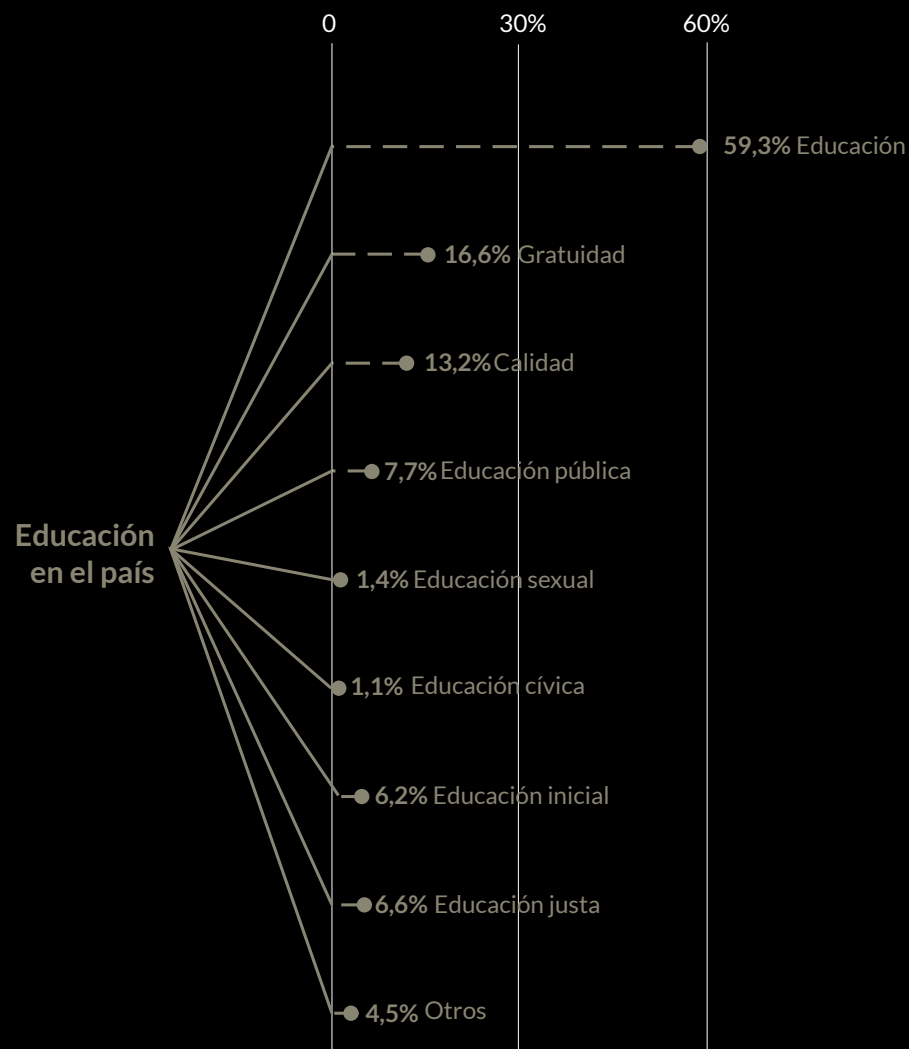 0 30% 60%
59,3% Educación
16,6% Gratuidad
13,2% Calidad
7,7% Educación pública
Educación
en el país
1,4% Educación sexual
1,1% Educación cívica
6,2% Educación inicial
6,6% Educación justa
4,5% Otros